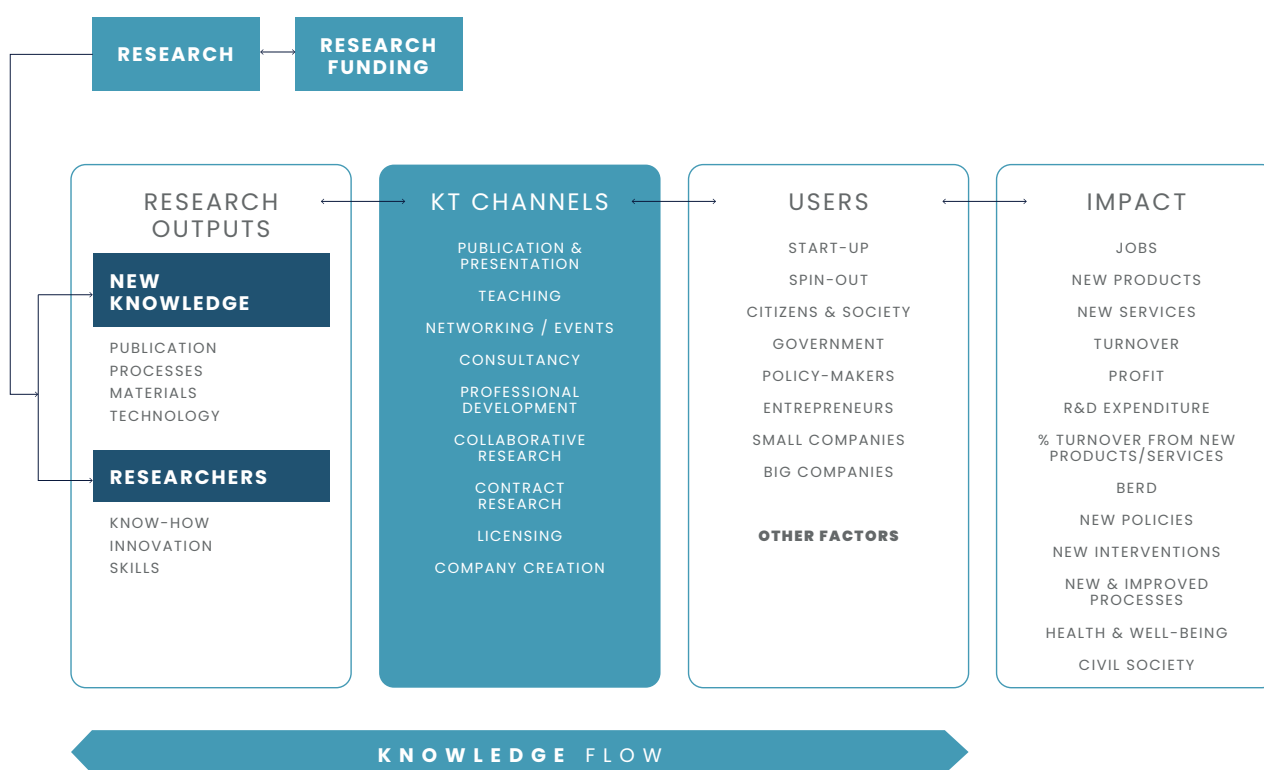 RESEARCH
RESEARCH
FUNDING
RESEARCH
OUTPUTS
NEW
KNOWLEDGE
PUBLICATION
PROCESSES
MATERIALS
TECHNOLOGY
RESEARCHERS
KNOW-HOW
INNOVATION
SKILLS
KT CHANNELS
PUBLICATION &
PRESENTATION
TEACHING
NETWORKING / EVENTS
CONSULTANCY
PROFESSIONAL
DEVELOPMENT
COLLABORATIVE
RESEARCH
CONTRACT
RESEARCH
LICENSING
COMPANY CREATION
USERS
START-UP
SPIN-OUT
CITIZENS & SOCIETY
GOVERNMENT
POLICY-MAKERS
ENTREPRENEURS
SMALL COMPANIES
BIG COMPANIES
OTHER FACTORS
IMPACT
JOBS
NEW PRODUCTS
NEW SERVICES
TURNOVER
PROFIT
R&D EXPENDITURE
% TURNOVER FROM NEW
PRODUCTS/SERVICES
BERD
NEW POLICIES
NEW INTERVENTIONS
NEW & IMPROVED
PROCESSES
HEALTH & WELL-BEING
CIVIL SOCIETY
KNOWLEDGE FLOW